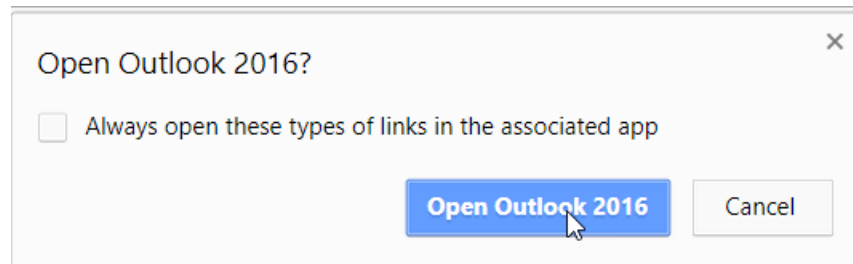 Open Outlook 2016?
Always open these types of links in the associated app
Open Outlook 2016
Cancel